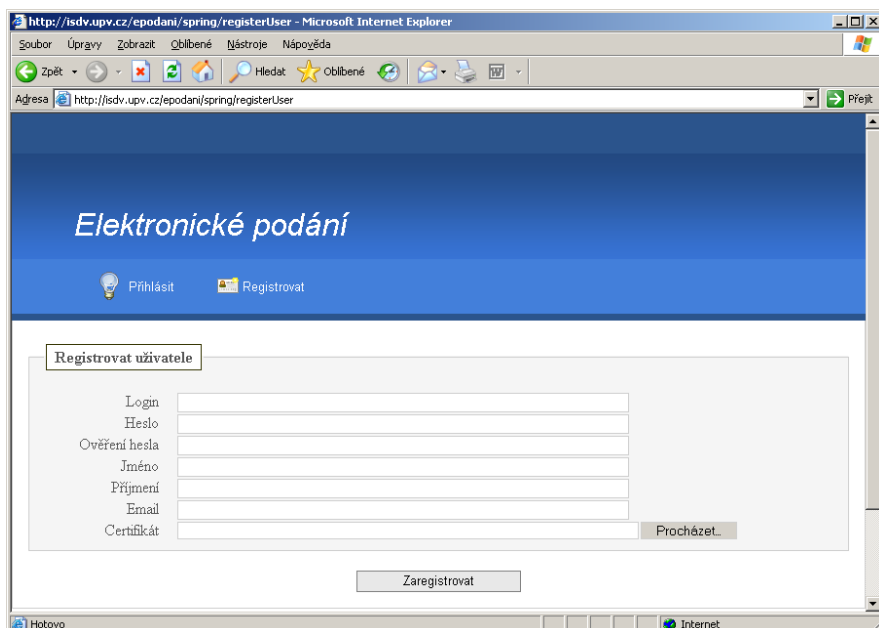 http://isdv.upv.cz/epodani/spring/registerUser - Microsoft Internet Explorer
Soubor Úpravy Zobrazit Oblíbené Nástroje Nápověda
Zpět Hledat Oblíbené
Adresa http://isdv.upv.cz/epodani/spring/registerUser Přejít
Elektronické podání
Přihlásit Registrovat
Registrovat uživatele
Login
Heslo
Ověření hesla
Jméno
Příjmení
Email
Certifikát Procházet...
Zaregistrovat
Hotovo Internet